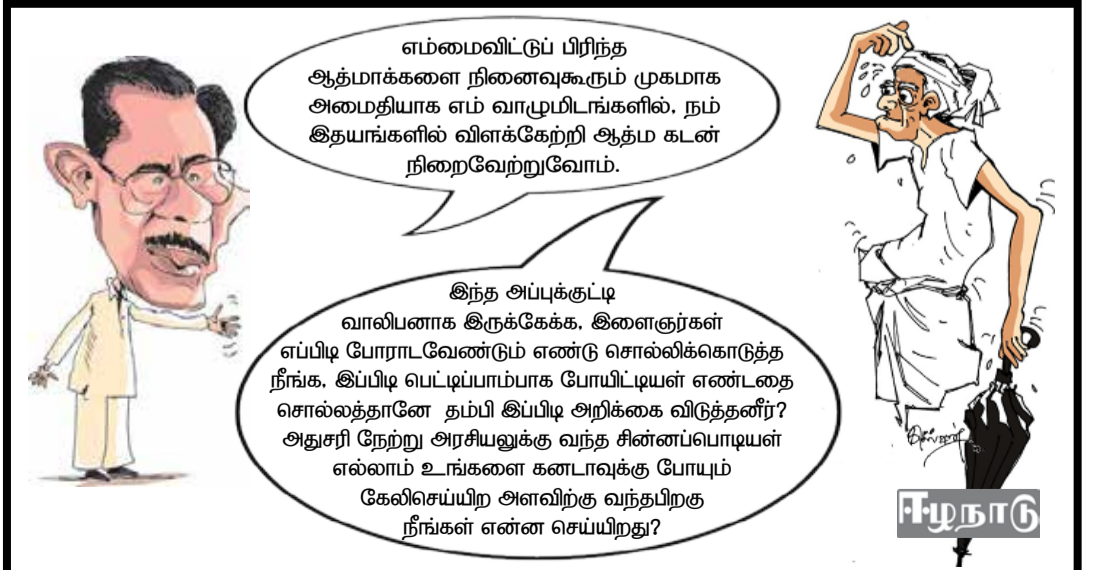 எம்மைவிட்டுப் பிரிந்த
ஆத்மாக்களை நினைவுகூரும் முகமாக
அமைதியாக எம் வாழுமிடங்களில், நம்
இதயங்களில் விளக்கேற்றி ஆத்ம கடன்
நிறைவேற்றுவோம்.
இந்த அப்புக்குட்டி
வாலிபனாக இருக்கேக்க, இளைஞர்கள்
எப்பிடி போராடவேண்டும் எண்டு சொல்லிக்கொடுத்த
நீங்க, இப்பிடி பெட்டிப்பாம்பாக போயிட்டியள் எண்டதை
சொல்லத்தானே தம்பி இப்பிடி அறிக்கை விடுத்தனீர்?
அதுசரி நேற்று அரசியலுக்கு வந்த சின்னப்பொடியள்
எல்லாம் உங்களை கனடாவுக்கு போயும்
கேலிசெய்யிற அளவிற்கு வந்தபிறகு
நீங்கள் என்ன செய்யிறது?
ஈழநாடு